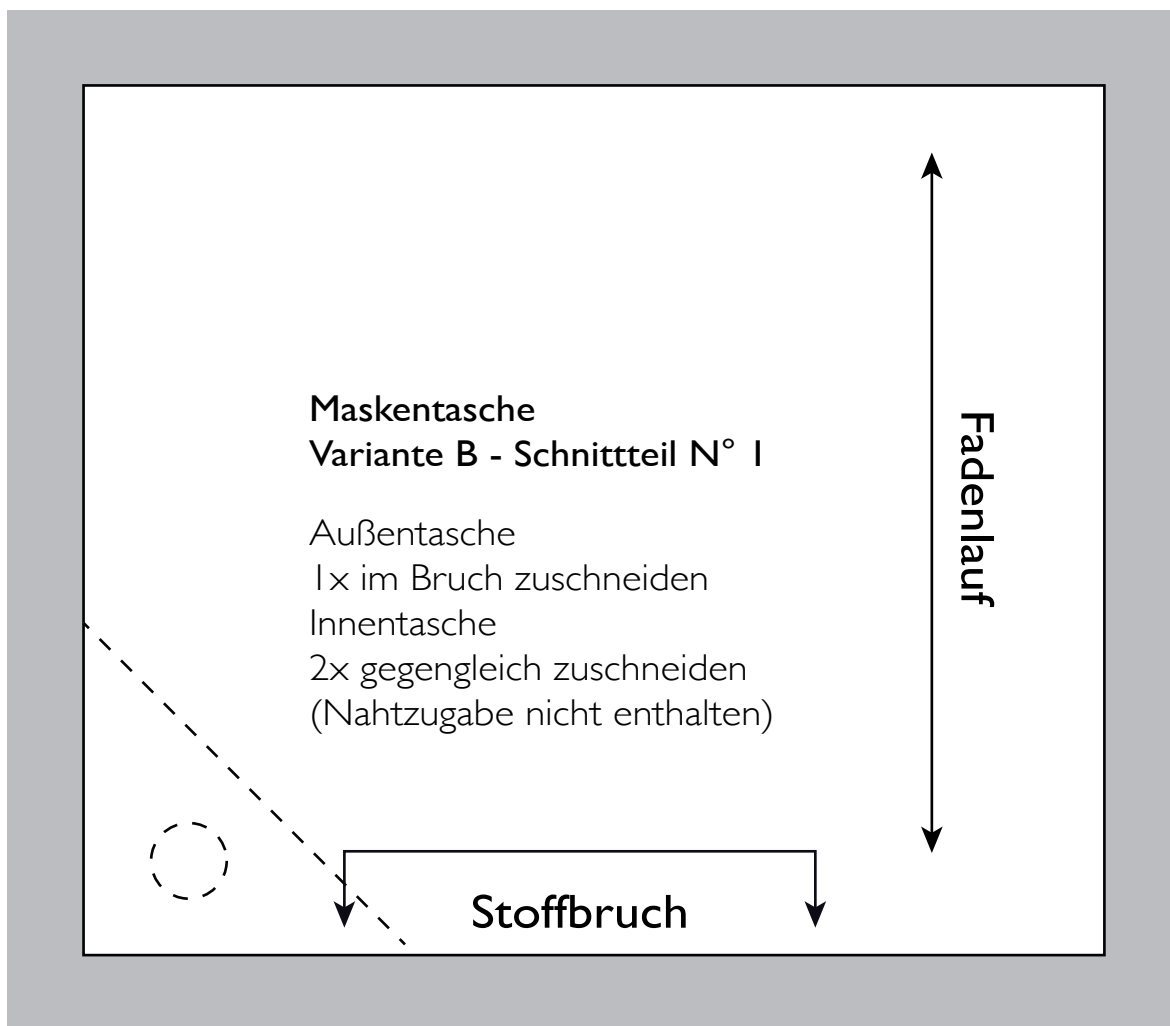 Maskentasche
Variante B - Schnittteil N° 1
Außentasche
1x im Bruch zuschneiden
Innentasche
2x gegengleich zuschneiden
(Nahtzugabe nicht enthalten)
Fadenlauf
Stoffbruch